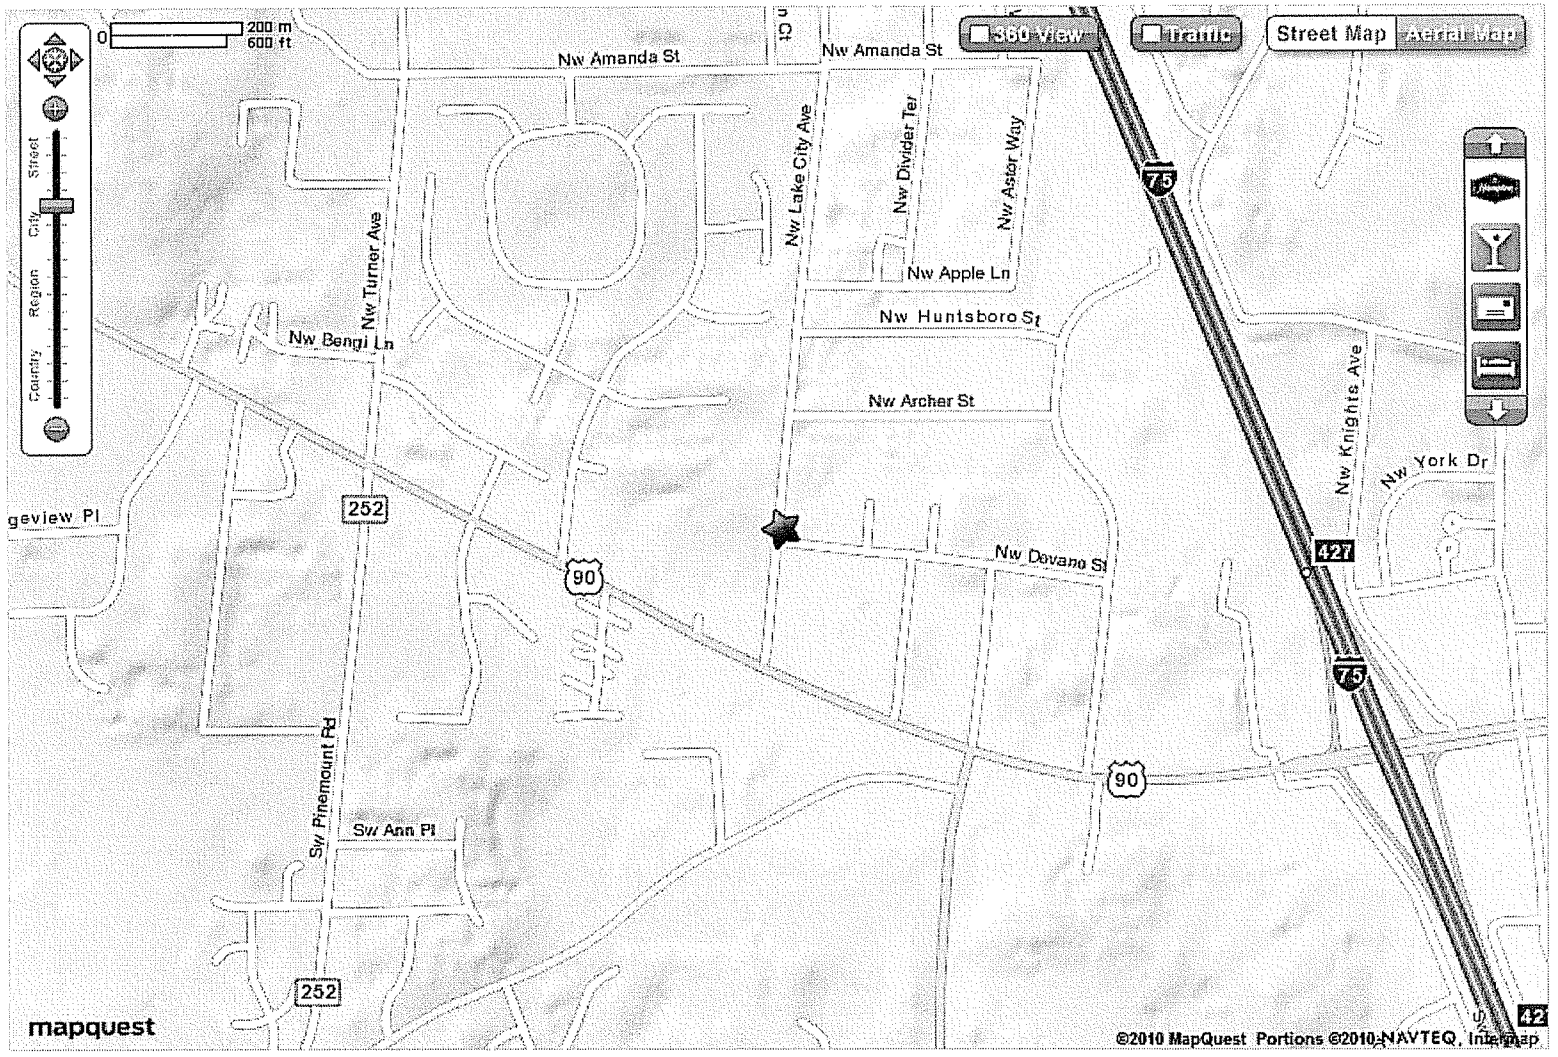 0
200 m
600 ft
360 View
Traffic
Street Map
Aerial Map
Street
City
Region
Country
Ct
Nw Amanda St
Nw Amanda St
Nw Lake City Ave
Nw Divider Ter
Nw Astor Way
75
Nw Turner Ave
Nw Apple Ln
Nw Huntsboro St
Nw Bengi Ln
Nw Archer St
Nw Knights Ave
Nw York Dr
252
geview Pl
Nw Devane St
427
90
75
Sw Pinemount Rd
90
Sw Ann Pl
252
42
mapquest
©2010 MapQuest Portions ©2010 NAVTEQ, Intermap